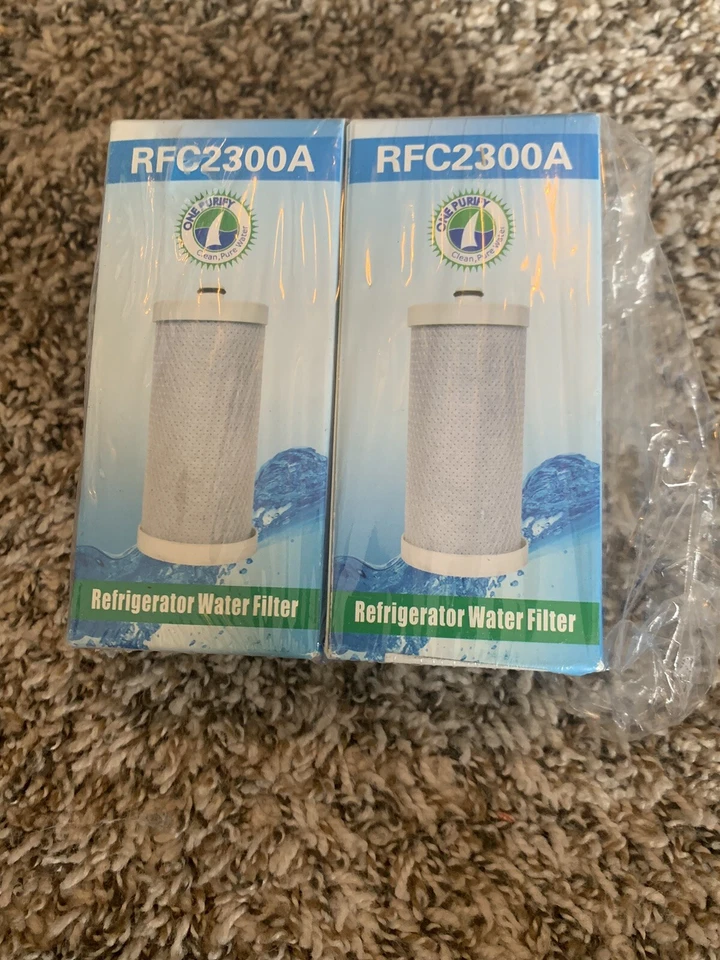 RFC2300A
ONE PURIFY
Clean, Pure Water
Refrigerator Water Filter
RFC2300A
ONE PURIFY
Clean, Pure Water
Refrigerator Water Filter